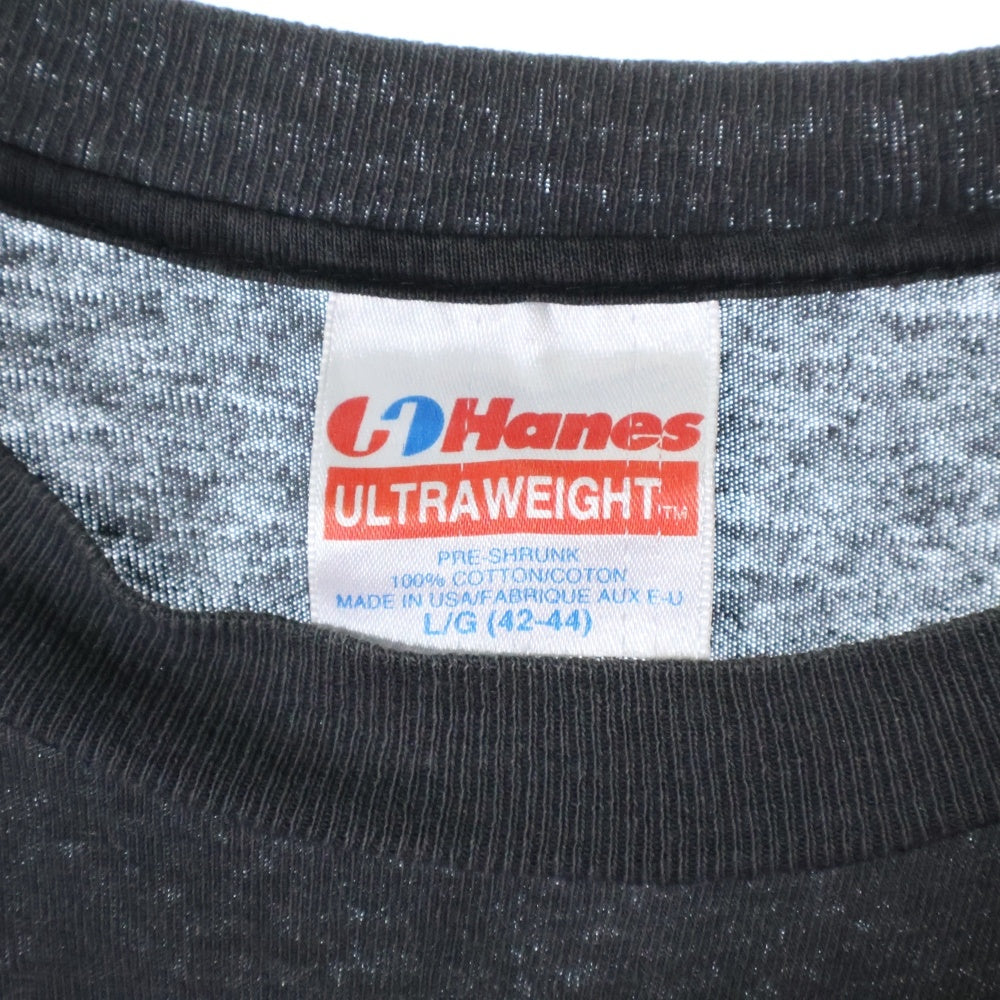 Hanes
ULTRAWEIGHT™
PRE-SHRUNK
100% COTTON/COTON
MADE IN USA/FABRIQUE AUX E-U
L/G (42-44)